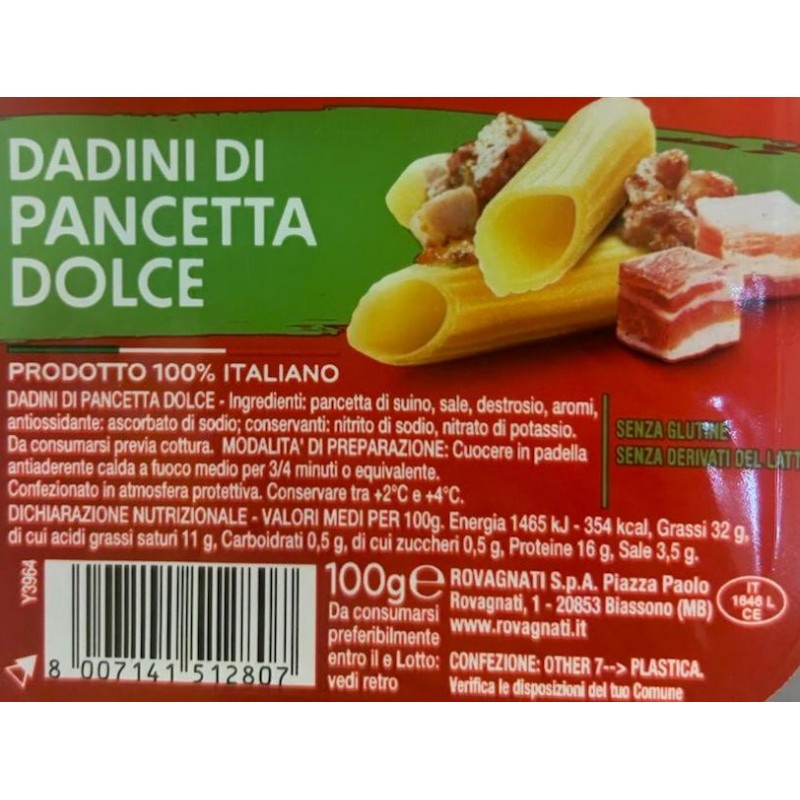 DADINI DI
PANCETTA
DOLCE
PRODOTTO 100% ITALIANO
DADINI DI PANCETTA DOLCE - Ingredienti: pancetta di suino, sale, destrosio, aromi,
antiossidante: ascorbato di sodio; conservanti: nitrito di sodio, nitrato di potassio.
Da consumarsi previa cottura. MODALITA' DI PREPARAZIONE: Cuocere in padella
antiaderente calda a fuoco medio per 3/4 minuti o equivalente.
Confezionato in atmosfera protettiva. Conservare tra +2°C e +4°C.
SENZA GLUTINE
SENZA DERIVATI DEL LATT
DICHIARAZIONE NUTRIZIONALE - VALORI MEDI PER 100g. Energia 1465 kJ - 354 kcal, Grassi 32 g,
di cui acidi grassi saturi 11 g, Carboidrati 0,5 g, di cui zuccheri 0,5 g, Proteine 16 g, Sale 3,5 g.
Y3964
8 007141 512807
100g e
Da consumarsi
preferibilmente
entro il e Lotto:
vedi retro
ROVAGNATI S.p.A. Piazza Paolo
Rovagnati, 1 - 20853 Biassono (MB)
www.rovagnati.it
IT
1646 L
CE
CONFEZIONE: OTHER 7--> PLASTICA.
Verifica le disposizioni del tuo Comune